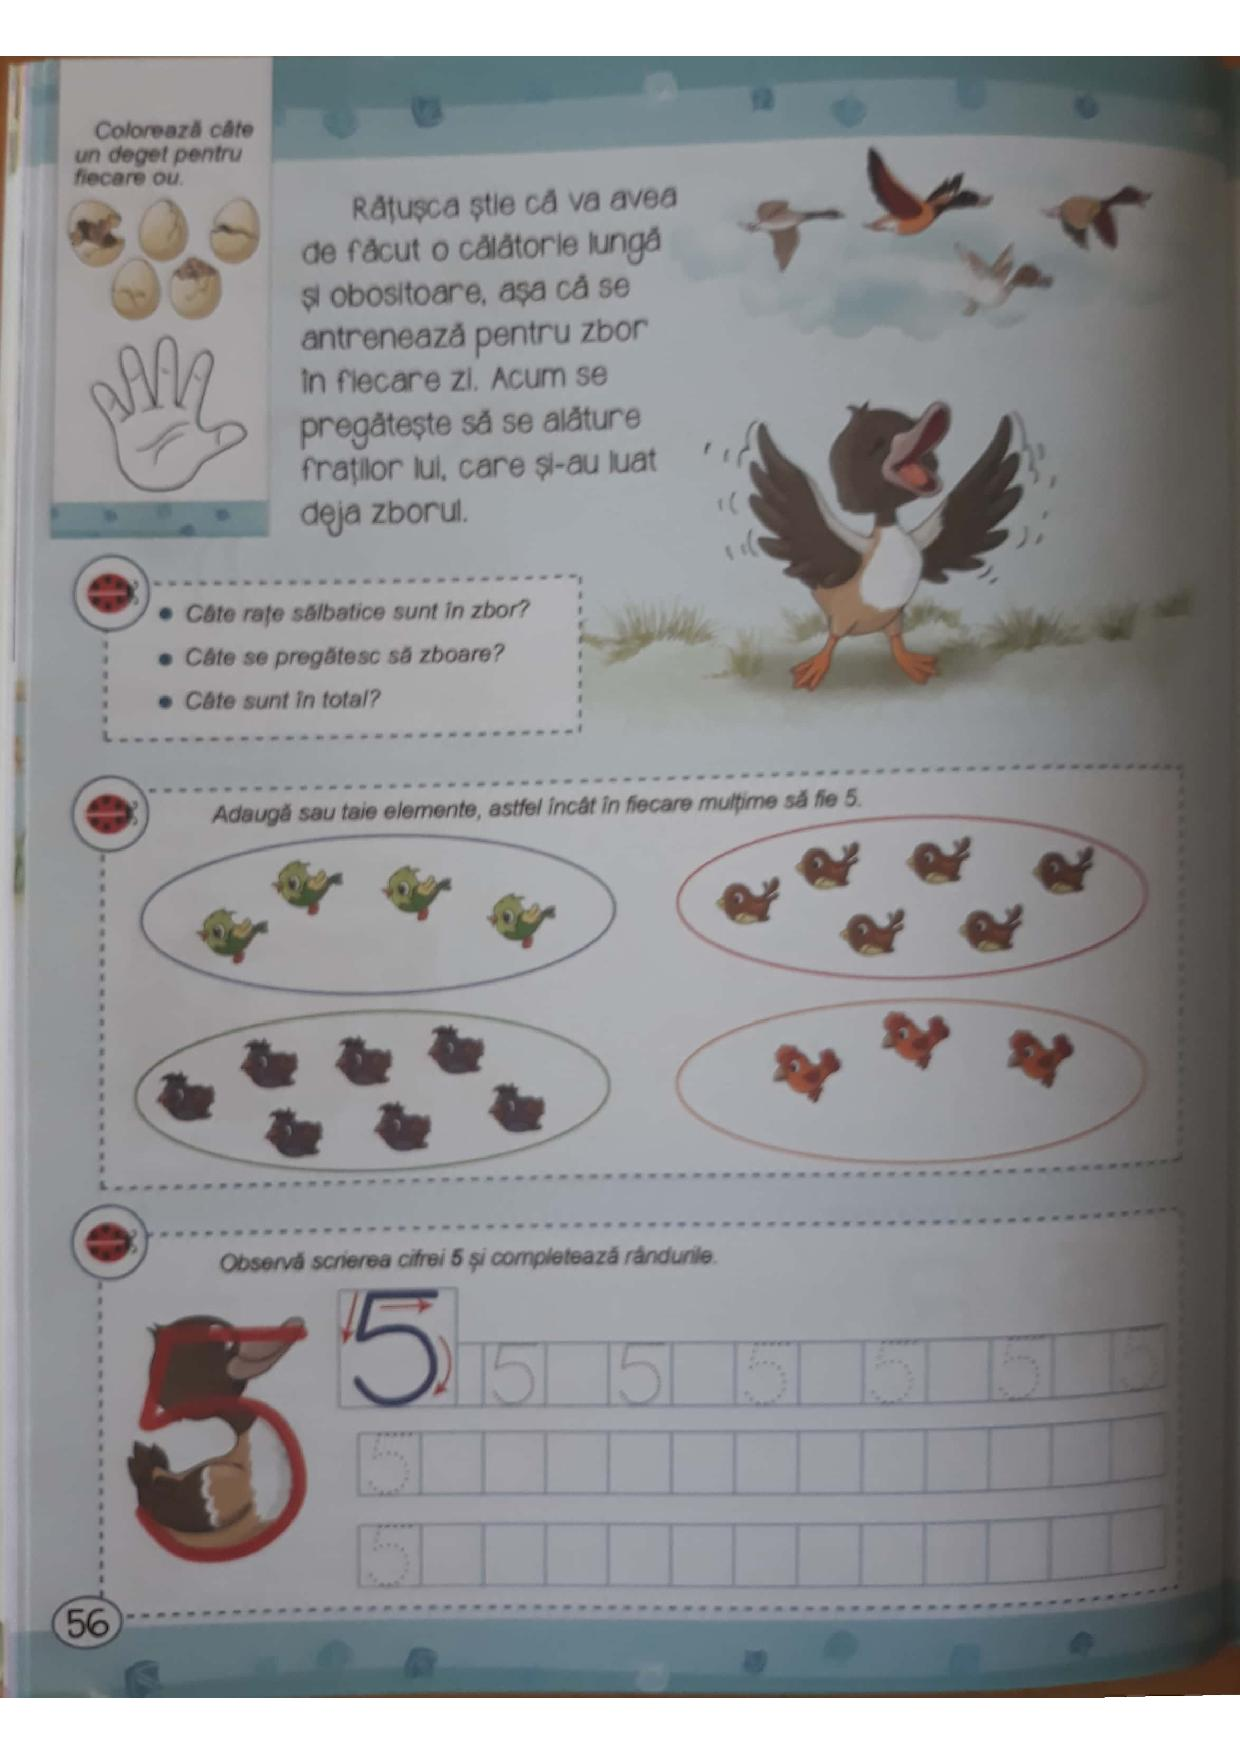 Colorează câte
un deget pentru
fiecare ou.
Rățușca știe că va avea
de făcut o călătorie lungă
și obositoare, așa că se
antrenează pentru zbor
în fiecare zi. Acum se
pregătește să se alăture
fraților lui, care și-au luat
deja zborul.
• Câte rațe sălbatice sunt în zbor?
• Câte se pregătesc să zboare?
• Câte sunt în total?
Adaugă sau taie elemente, astfel încât în fiecare mulțime să fie 5.
Observă scrierea cifrei 5 și completează rândurile.
5 5 5 5 5 5 5 5
5
5
56